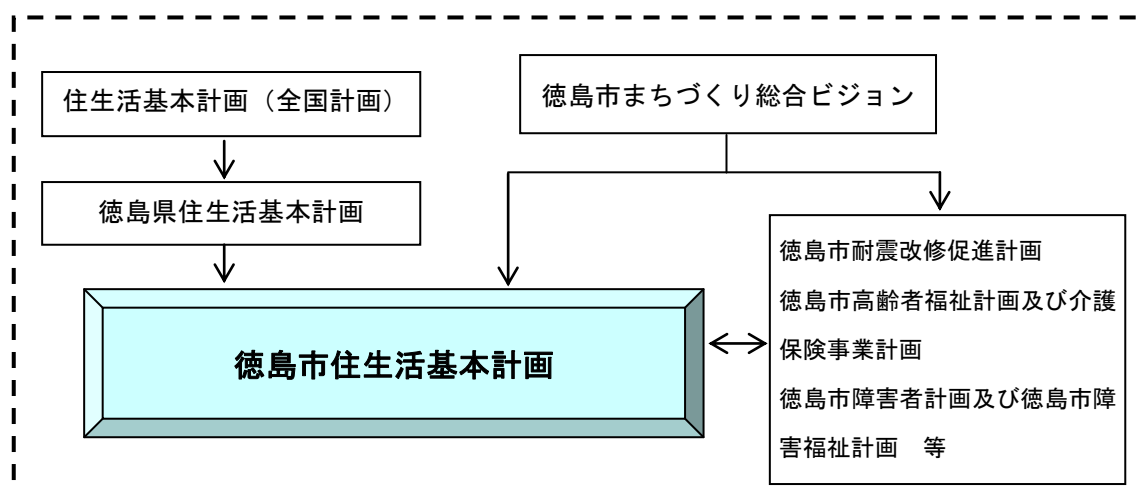 住生活基本計画（全国計画）
徳島市まちづくり総合ビジョン
徳島県住生活基本計画
徳島市住生活基本計画
徳島市耐震改修促進計画
徳島市高齢者福祉計画及び介護
保険事業計画
徳島市障害者計画及び徳島市障
害福祉計画　等